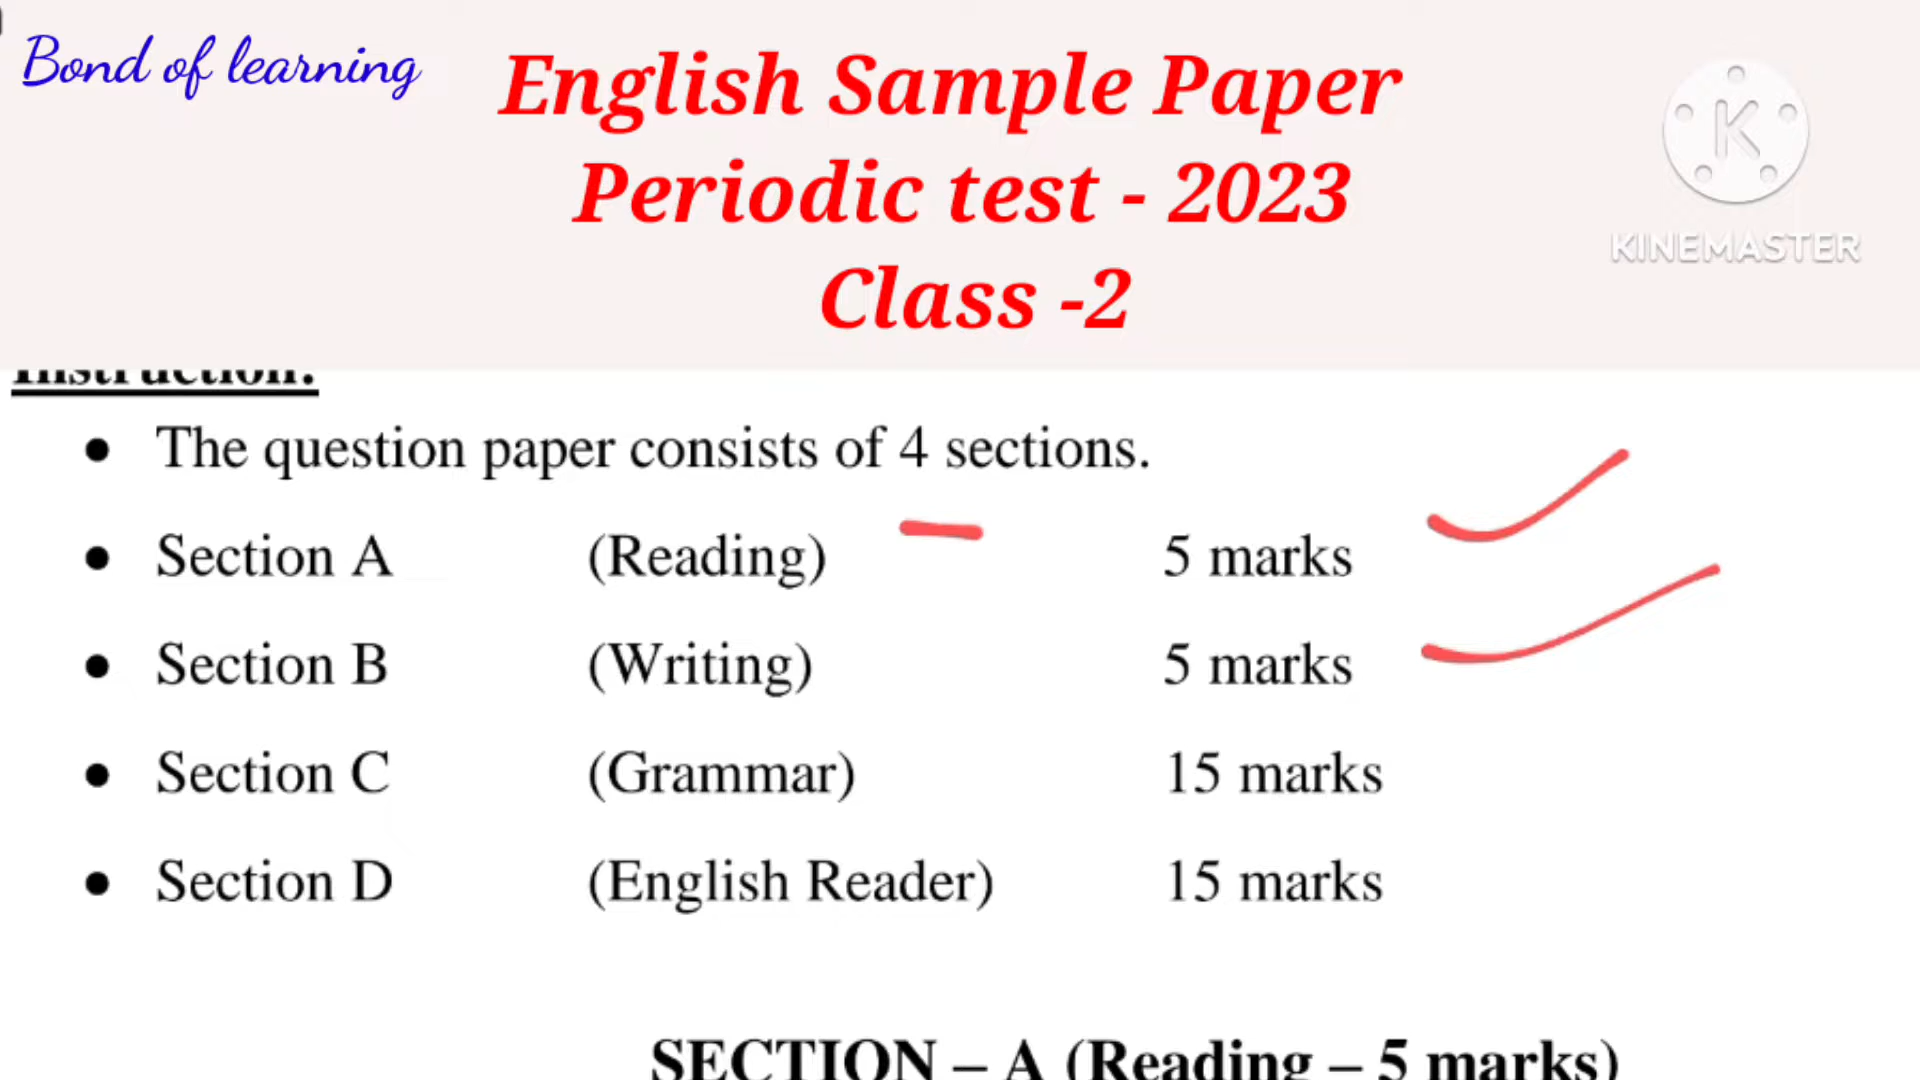 Bond of learning
English Sample Paper
Periodic test - 2023
Class -2
K
KINEMASTER
Instruction:
● The question paper consists of 4 sections.
● Section A (Reading) 5 marks
● Section B (Writing) 5 marks
● Section C (Grammar) 15 marks
● Section D (English Reader) 15 marks
SECTION – A (Reading – 5 marks)